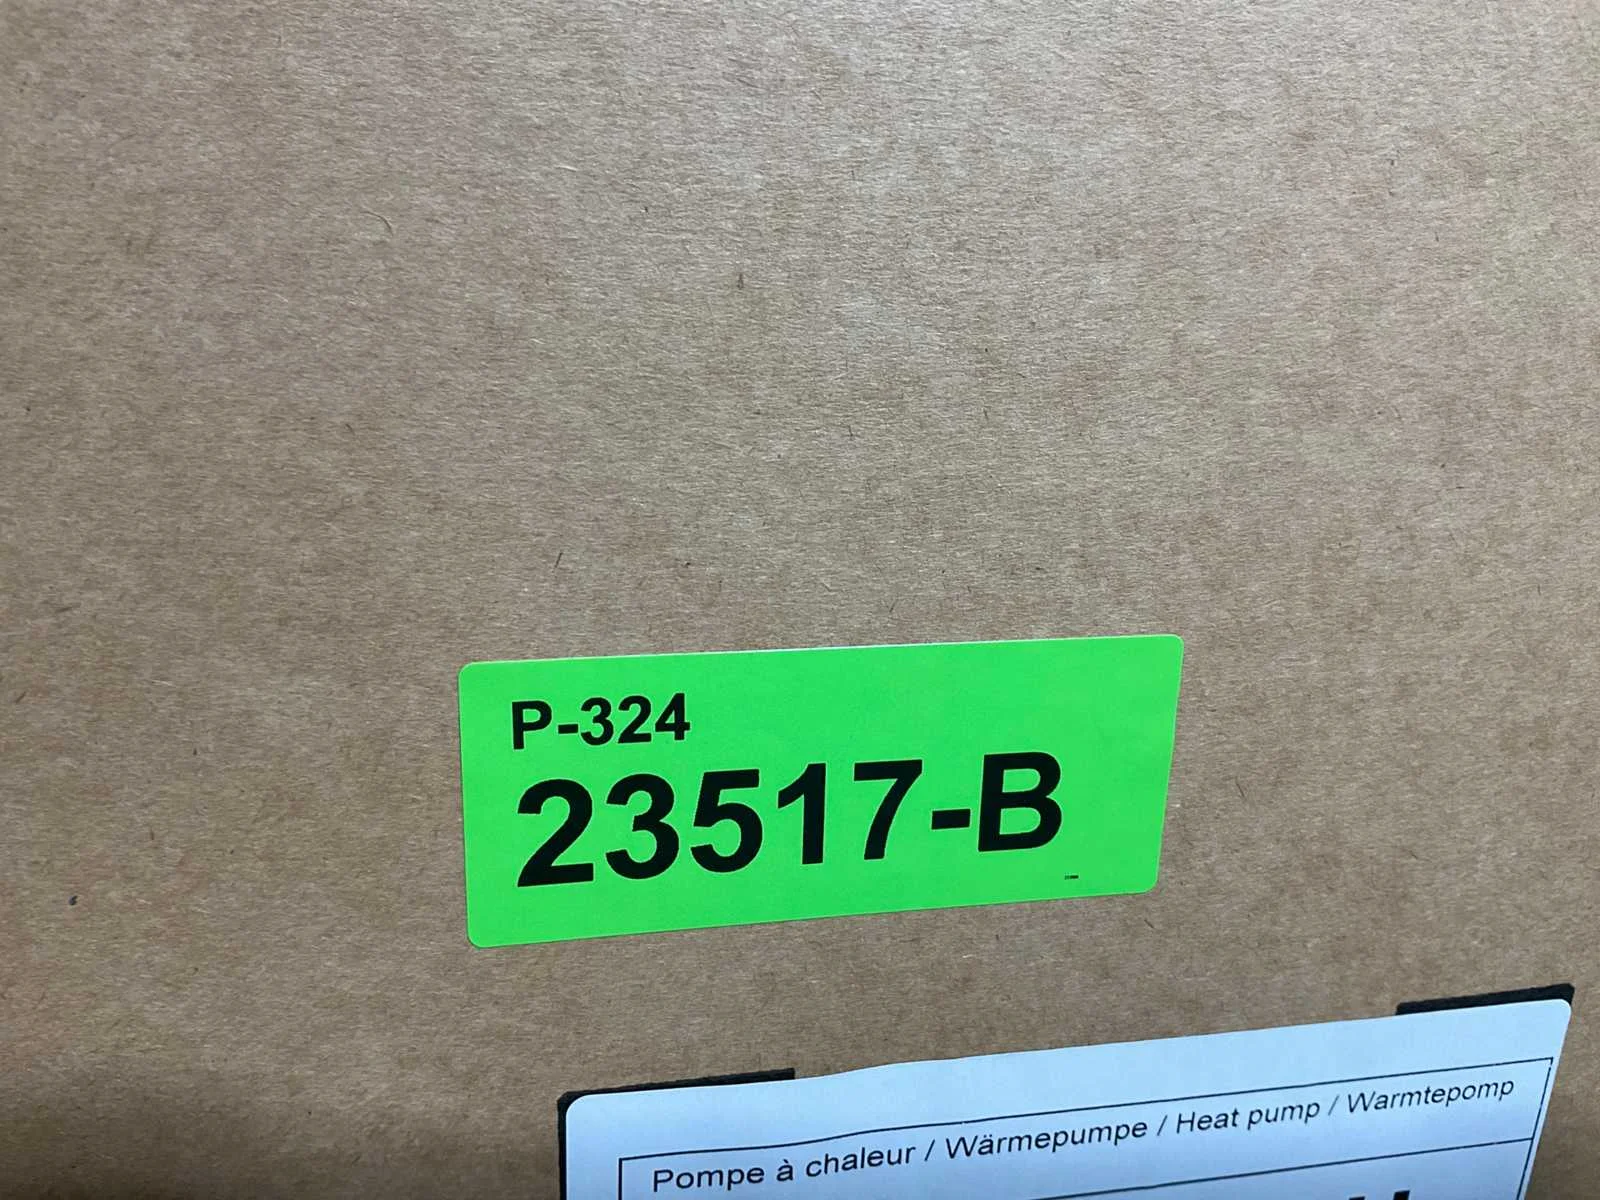 P-324
23517-B
Pompe à chaleur / Wärmepumpe / Heat pump / Warmtepomp